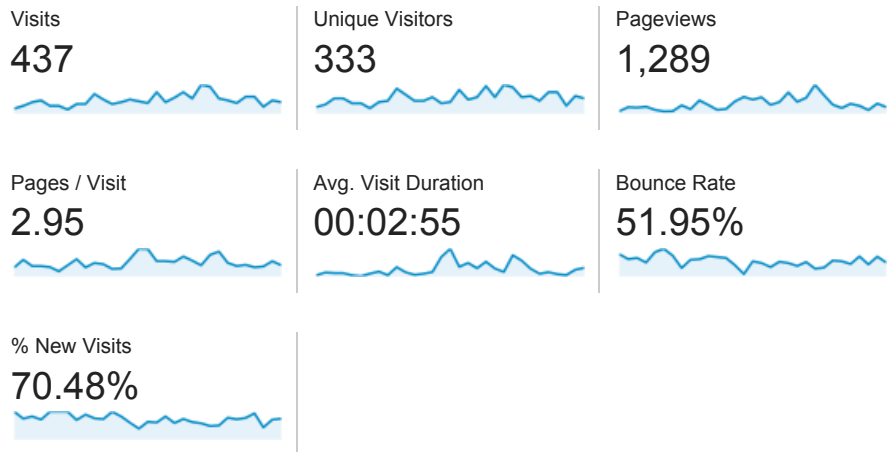 Visits
437
Unique Visitors
333
Pageviews
1,289
Pages / Visit
2.95
Avg. Visit Duration
00:02:55
Bounce Rate
51.95%
% New Visits
70.48%